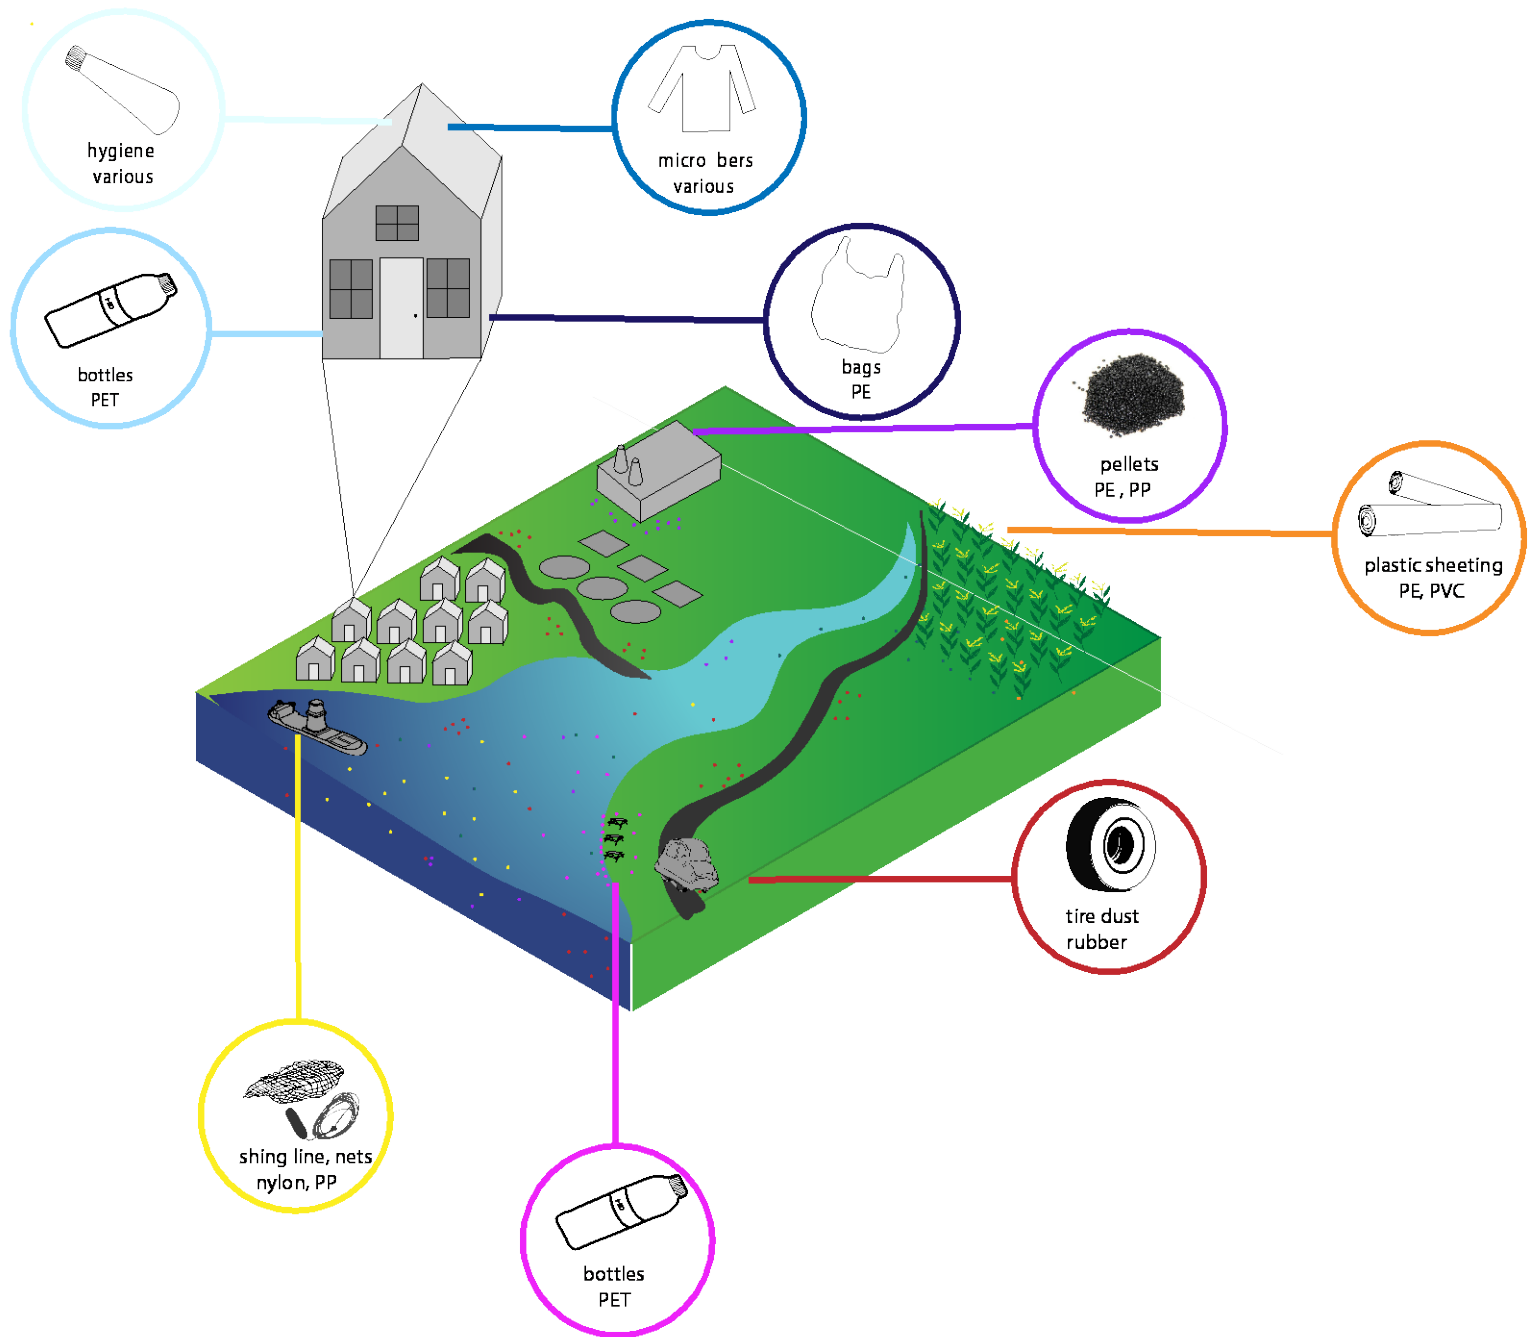 hygiene
various
micro bers
various
bottles
PET
bags
PE
pellets
PE , PP
plastic sheeting
PE, PVC
tire dust
rubber
shing line, nets
nylon, PP
bottles
PET